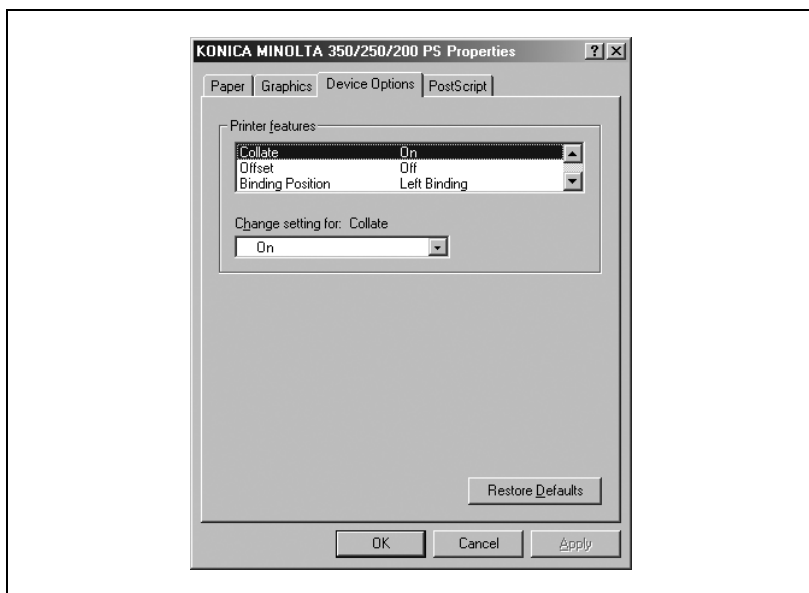 KONICA MINOLTA 350/250/200 PS Properties
Paper Graphics Device Options PostScript
Printer features
Collate On
Offset Off
Binding Position Left Binding
Change setting for: Collate
On
Restore Defaults
OK Cancel Apply